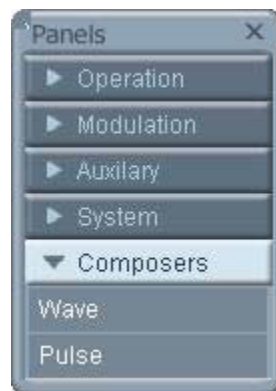 Panels
Operation
Modulation
Auxilary
System
Composers
Wave
Pulse